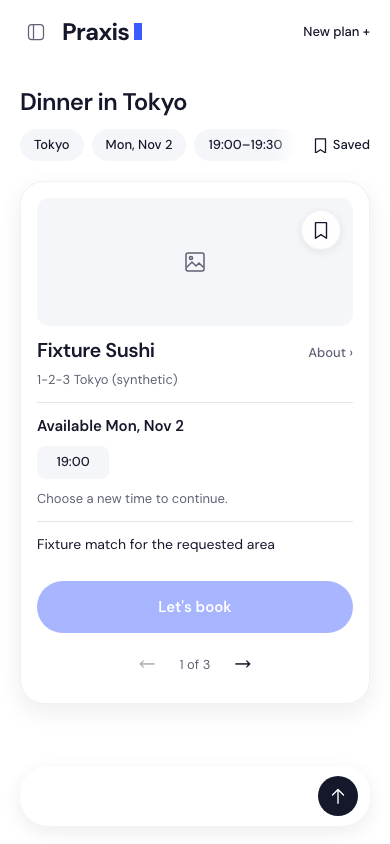 Praxis
New plan +
Dinner in Tokyo
Tokyo
Mon, Nov 2
19:00–19:30
Saved
Fixture Sushi
About ›
1-2-3 Tokyo (synthetic)
Available Mon, Nov 2
19:00
Choose a new time to continue.
Fixture match for the requested area
Let's book
← 1 of 3 →